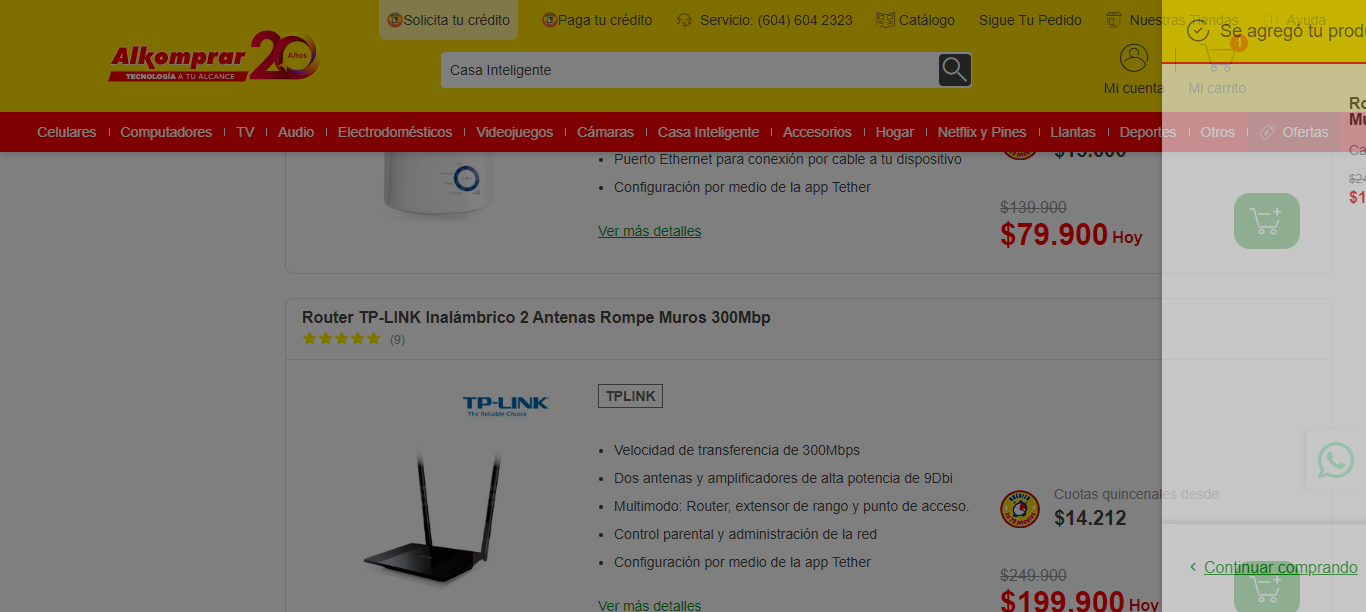 Solicita tu crédito
Paga tu crédito
Servicio: (604) 604 2323
Catálogo
Sigue Tu Pedido
Nuestras Tiendas
Ayuda
Alkomprar 20 Años
TECNOLOGÍA A TU ALCANCE
Casa Inteligente
Mi cuenta
1
Mi carrito
Se agregó tu produ
Celulares
Computadores
TV
Audio
Electrodomésticos
Videojuegos
Cámaras
Casa Inteligente
Accesorios
Hogar
Netflix y Pines
Llantas
Deportes
Otros
Ofertas
Ro
Mu
Ca
$24
$1
Puerto Ethernet para conexión por cable a tu dispositivo
Configuración por medio de la app Tether
Ver más detalles
$139.900
$79.900 Hoy
Router TP-LINK Inalámbrico 2 Antenas Rompe Muros 300Mbp
(9)
TP-LINK
The Reliable Choice
TPLINK
Velocidad de transferencia de 300Mbps
Dos antenas y amplificadores de alta potencia de 9Dbi
Multimodo: Router, extensor de rango y punto de acceso.
Control parental y administración de la red
Configuración por medio de la app Tether
Ver más detalles
Cuotas quincenales desde
$14.212
$249.900
$199.900 Hoy
Continuar comprando